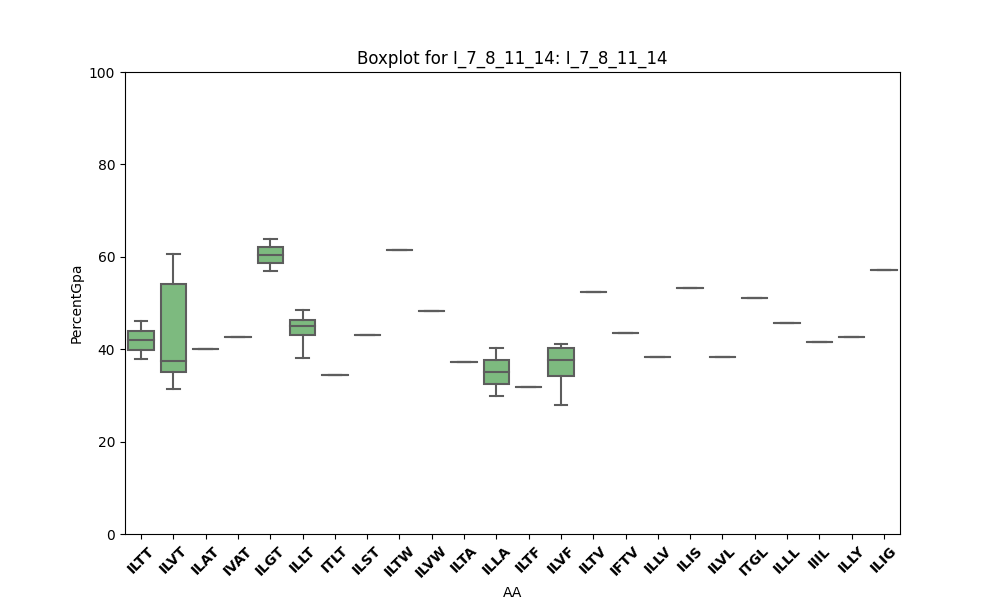 Boxplot for I_7_8_11_14: I_7_8_11_14
PercentGpa
100
80
60
40
20
0
ILTT ILVT ILAT IVAT ILGT ILLT ITLT ILST ILTW ILVW ILTA ILLA ILTF ILVF ILTV IFTV ILLV ILIS ILVL ITGL ILLL IIIL ILLY ILIG
AA